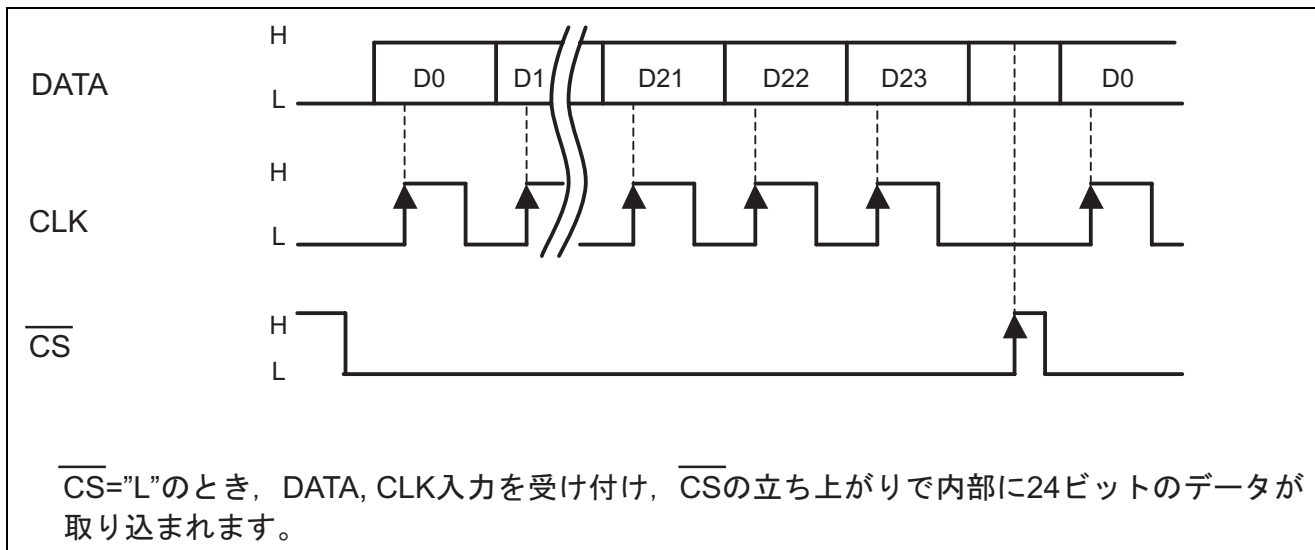 H
DATA
D0 D1 D21 D22 D23 D0
L
H
CLK
L
H
CS
L
CS="L"のとき, DATA, CLK入力を受け付け, CSの立ち上がりで内部に24ビットのデータが
取り込まれます。